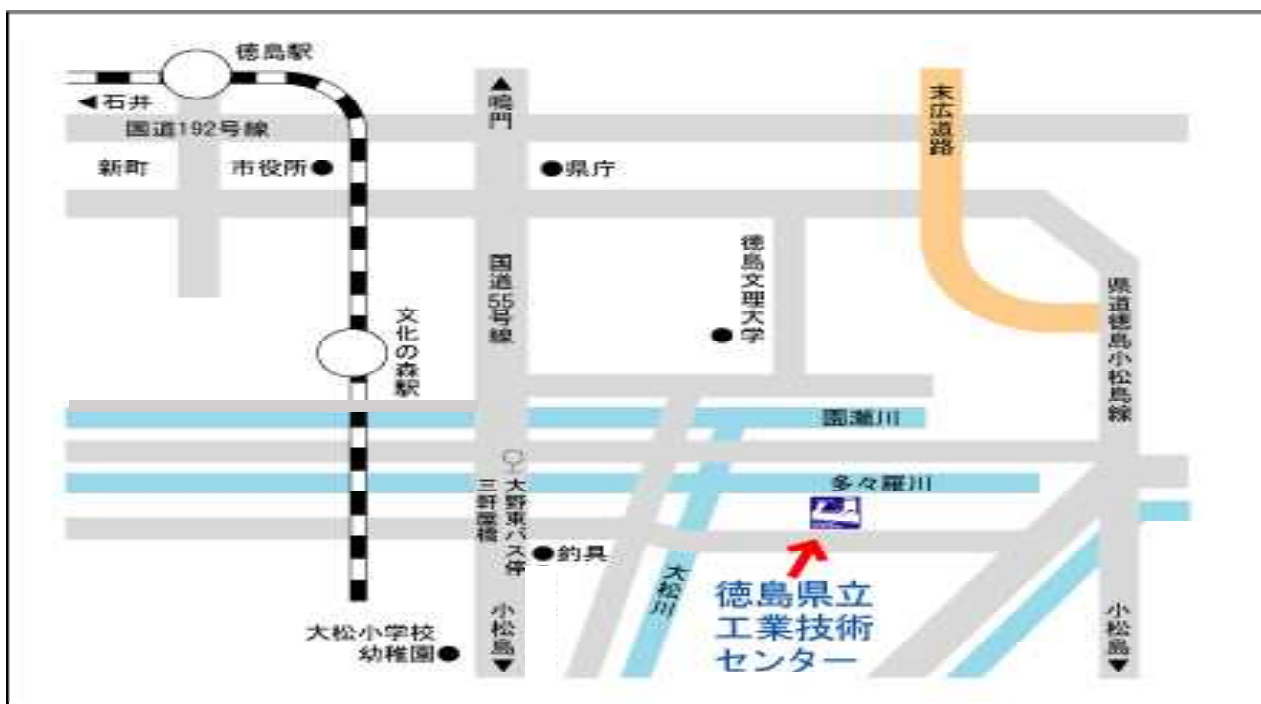 徳島駅
◀石井
国道192号線
新町
市役所●
▲鳴門
●県庁
末広道路
国道55号線
徳島文理大学
●
県道徳島小松島線
文化の森駅
園瀬川
多々羅川
大野東バス停
三軒屋橋
●釣具
大松川
徳島県立
工業技術
センター
大松小学校
幼稚園●
小松島▼
小松島▼